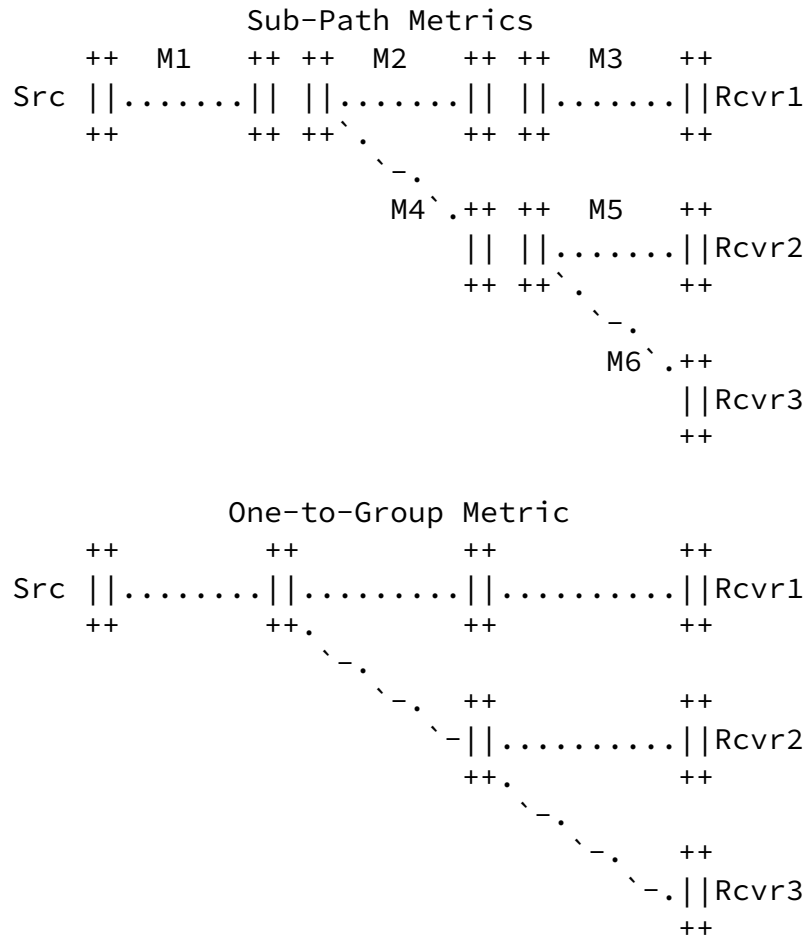 Sub-Path Metrics
    ++  M1   ++ ++  M2   ++ ++  M3   ++
Src ||.......|| ||.......|| ||.......||Rcvr1
    ++       ++ ++`.     ++ ++       ++
                    `-.
                     M4`.++ ++  M5   ++
                         || ||.......||Rcvr2
                         ++ ++`.     ++
                                `-.
                                 M6`.++
                                     ||Rcvr3
                                     ++

               One-to-Group Metric
    ++        ++         ++          ++
Src ||........||.........||..........||Rcvr1
    ++        ++.        ++          ++
                 `-.
                    `-.  ++          ++
                       `-||..........||Rcvr2
                         ++.         ++
                            `-.
                               `-.   ++
                                  `-.||Rcvr3
                                     ++